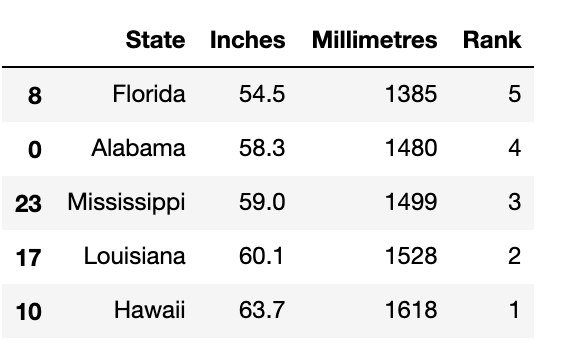 State Inches Millimetres Rank
8 Florida 54.5 1385 5
0 Alabama 58.3 1480 4
23 Mississippi 59.0 1499 3
17 Louisiana 60.1 1528 2
10 Hawaii 63.7 1618 1